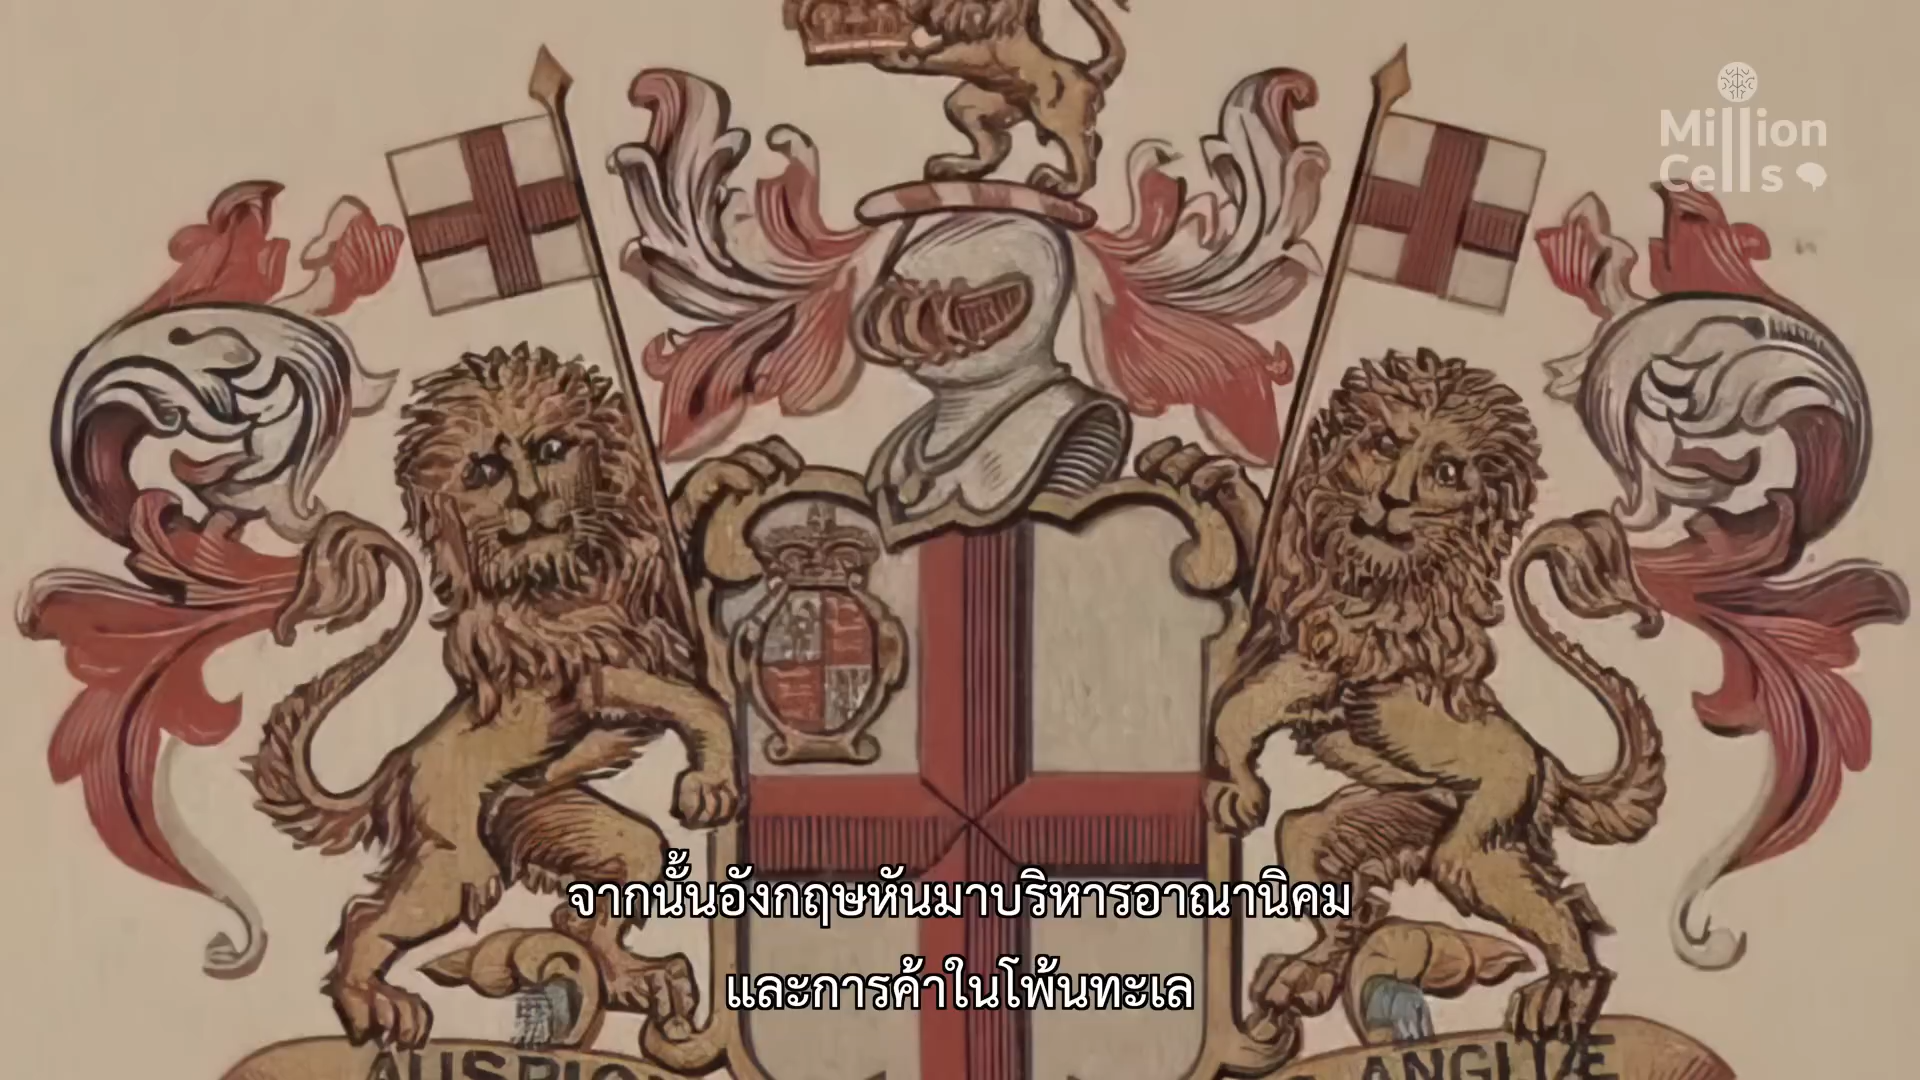 Million
Cells
จากนั้นอังกฤษหันมาบริหารอาณานิคม
และการค้าในโพ้นทะเล
ANGLIÆ